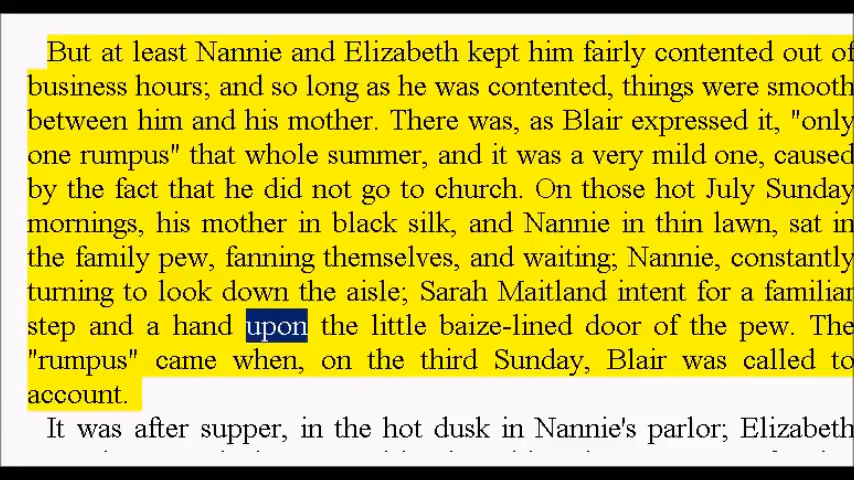 But at least Nannie and Elizabeth kept him fairly contented out of
business hours; and so long as he was contented, things were smooth
between him and his mother. There was, as Blair expressed it, "only
one rumpus" that whole summer, and it was a very mild one, caused
by the fact that he did not go to church. On those hot July Sunday
mornings, his mother in black silk, and Nannie in thin lawn, sat in
the family pew, fanning themselves, and waiting; Nannie, constantly
turning to look down the aisle; Sarah Maitland intent for a familiar
step and a hand upon the little baize-lined door of the pew. The
"rumpus" came when, on the third Sunday, Blair was called to
account.
It was after supper, in the hot dusk in Nannie's parlor; Elizabeth